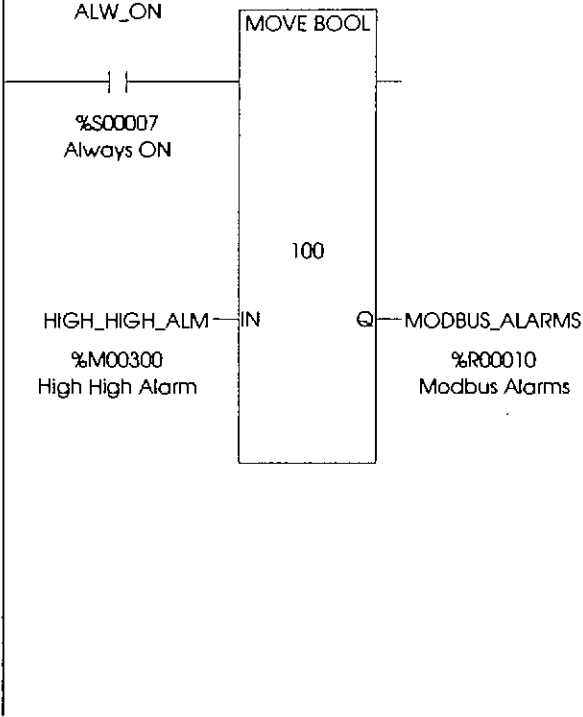 ALW_ON
MOVE BOOL
%S00007
Always ON
100
HIGH_HIGH_ALM IN Q MODBUS_ALARMS
%M00300 %R00010
High High Alarm Modbus Alarms